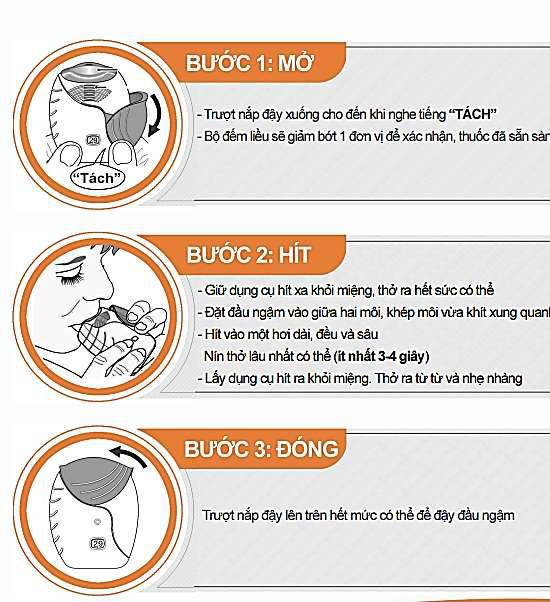 BƯỚC 1: MỞ
- Trượt nắp đậy xuống cho đến khi nghe tiếng “TÁCH”
- Bộ đếm liều sẽ giảm bớt 1 đơn vị để xác nhận, thuốc đã sẵn sàn
29
“Tách”
BƯỚC 2: HÍT
- Giữ dụng cụ hít xa khỏi miệng, thở ra hết sức có thể
- Đặt đầu ngậm vào giữa hai môi, khép môi vừa khít xung quanh
- Hít vào một hơi dài, đều và sâu
Nín thở lâu nhất có thể (ít nhất 3-4 giây)
- Lấy dụng cụ hít ra khỏi miệng. Thở ra từ từ và nhẹ nhàng
BƯỚC 3: ĐÓNG
Trượt nắp đậy lên trên hết mức có thể để đậy đầu ngậm
29